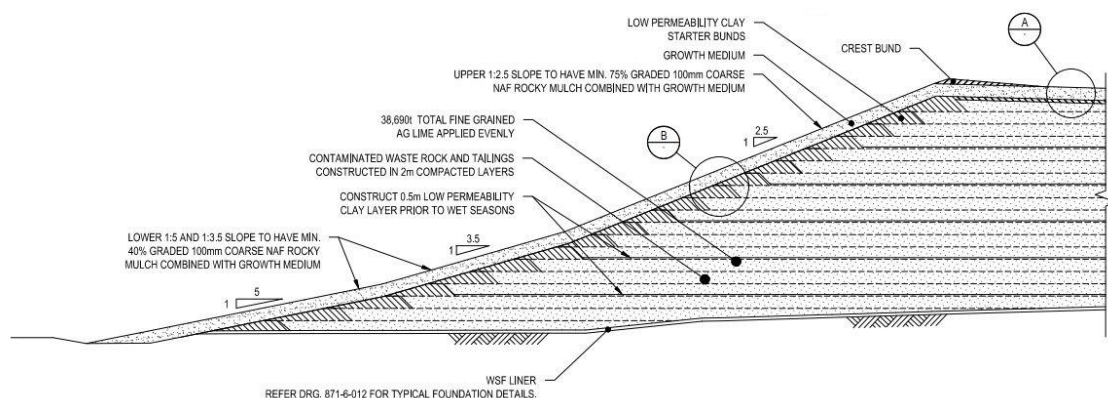 LOW PERMEABILITY CLAY
STARTER BUNDS
GROWTH MEDIUM
UPPER 1:2.5 SLOPE TO HAVE MIN. 75% GRADED 100mm COARSE
NAF ROCKY MULCH COMBINED WITH GROWTH MEDIUM
CREST BUND
A
-
38,690t TOTAL FINE GRAINED
AG LIME APPLIED EVENLY
B
-
2.5
1
CONTAMINATED WASTE ROCK AND TAILINGS
CONSTRUCTED IN 2m COMPACTED LAYERS
CONSTRUCT 0.5m LOW PERMEABILITY
CLAY LAYER PRIOR TO WET SEASONS
LOWER 1:5 AND 1:3.5 SLOPE TO HAVE MIN.
40% GRADED 100mm COARSE NAF ROCKY
MULCH COMBINED WITH GROWTH MEDIUM
3.5
1
5
1
WSF LINER
REFER DRG. 871-6-012 FOR TYPICAL FOUNDATION DETAILS.